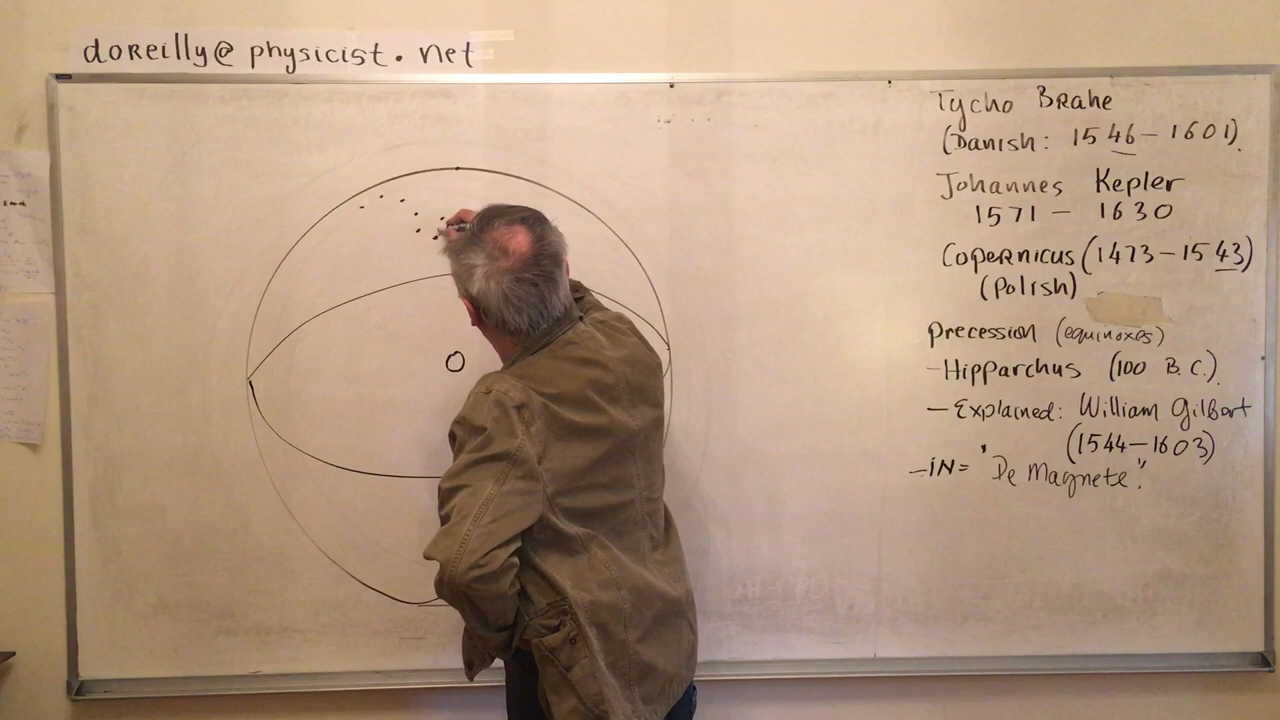 doreilly@physicist.net
Tycho Brahe
(Danish: 1546-1601).
Johannes Kepler
1571-1630
Copernicus (1473-1543)
(Polish)
precession (equinoxes)
-Hipparchus (100 B.C.).
-Explained: William Gilbert
(1544-1603)
-iN= "De Magnete".